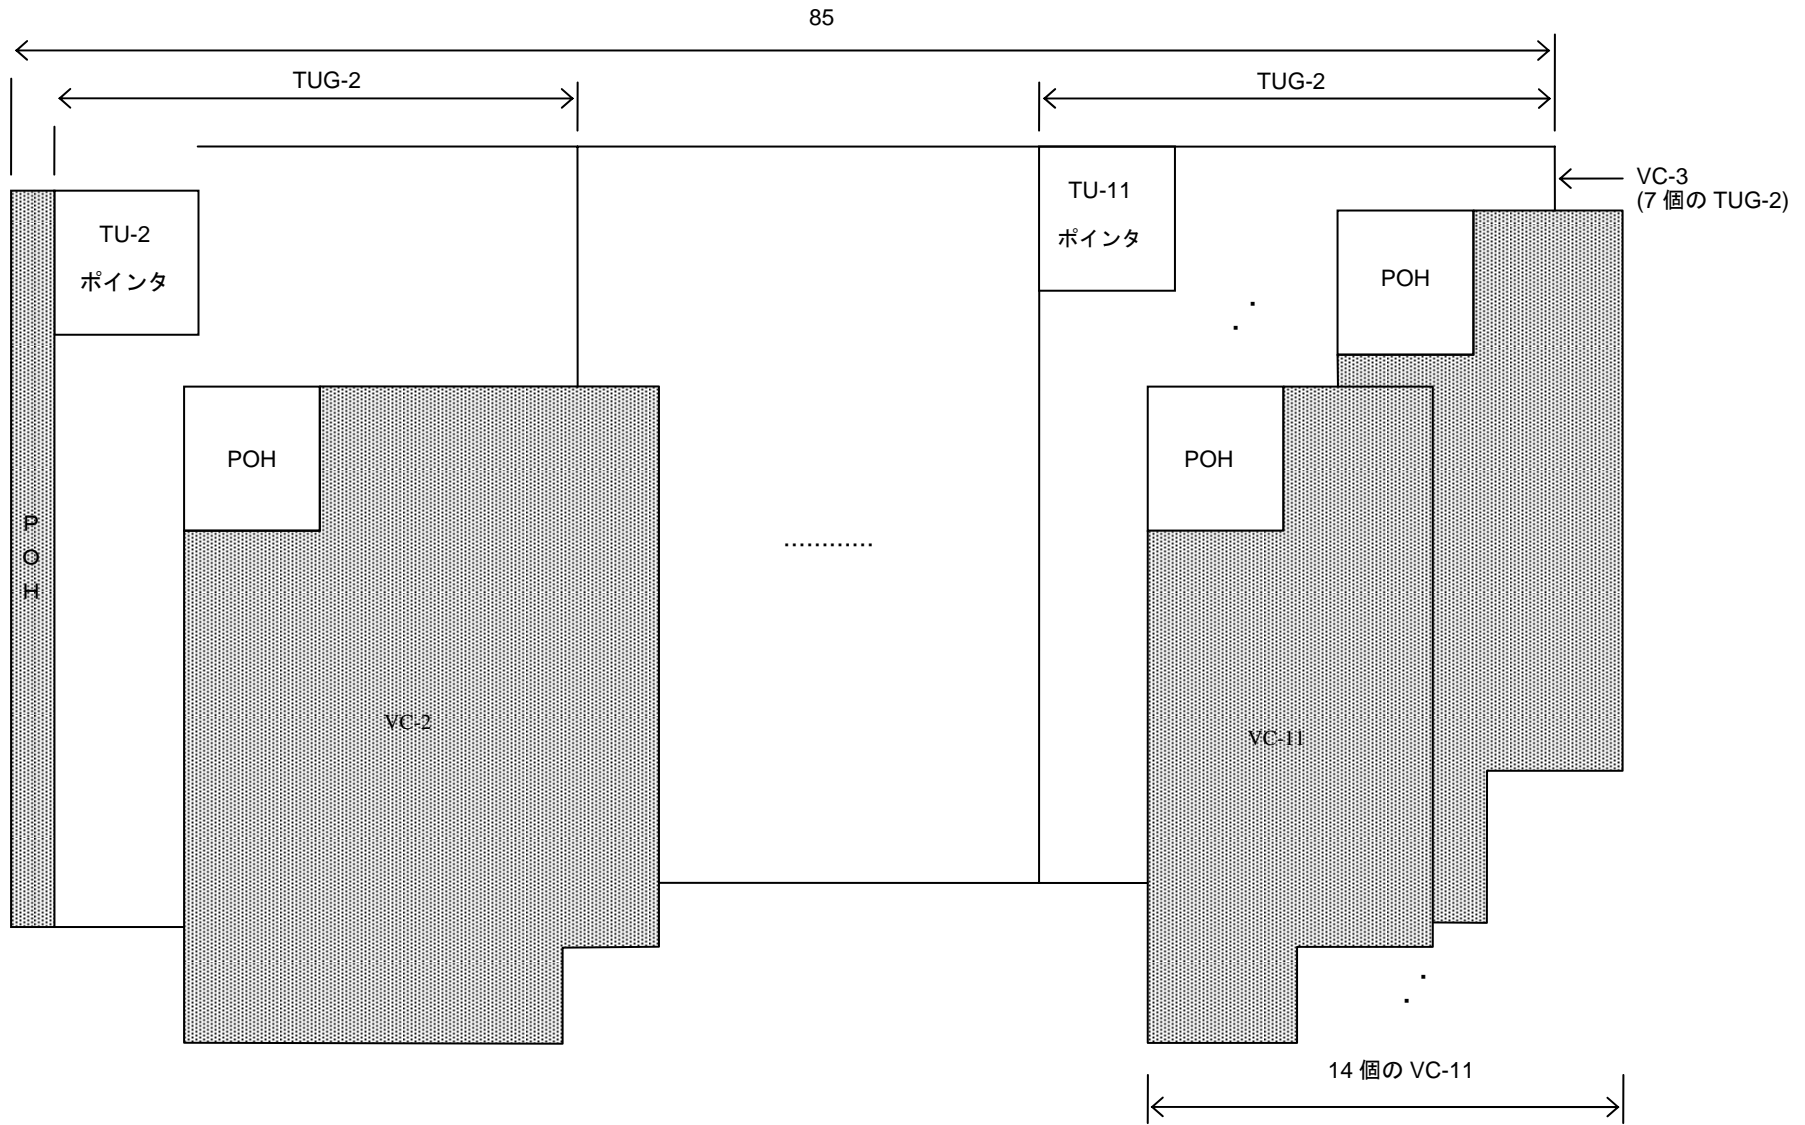 85
TUG-2
TUG-2
TU-2
ポインタ
TU-11
ポインタ
VC-3
(7 個の TUG-2)
POH
POH
POH
P
O
H
............
VC-2
VC-11
14 個の VC-11